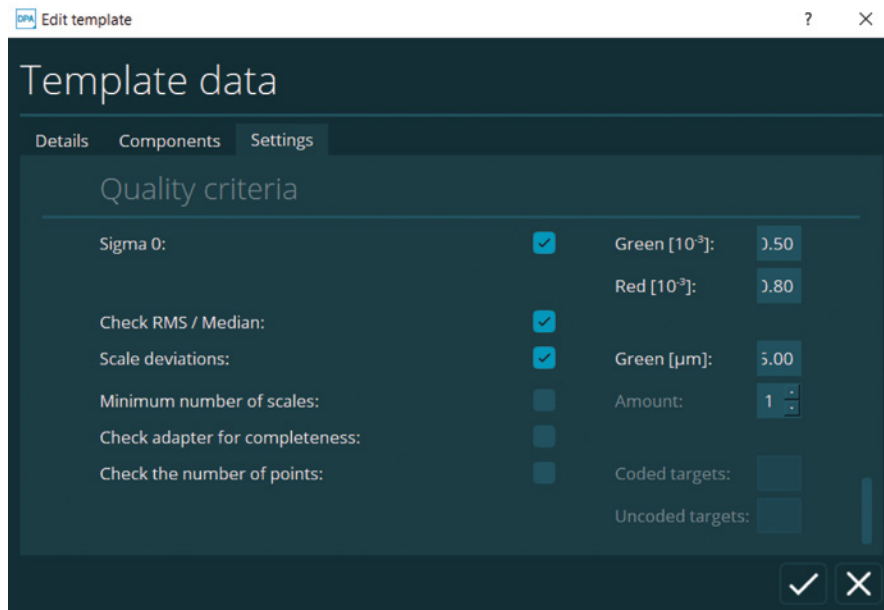 DPA Edit template ?
Template data
Details Components Settings
Quality criteria
Sigma 0: Green [10⁻³]: 0.50
Red [10⁻³]: 0.80
Check RMS / Median:
Scale deviations: Green [µm]: 5.00
Minimum number of scales: Amount: 1
Check adapter for completeness:
Check the number of points: Coded targets:
Uncoded targets: